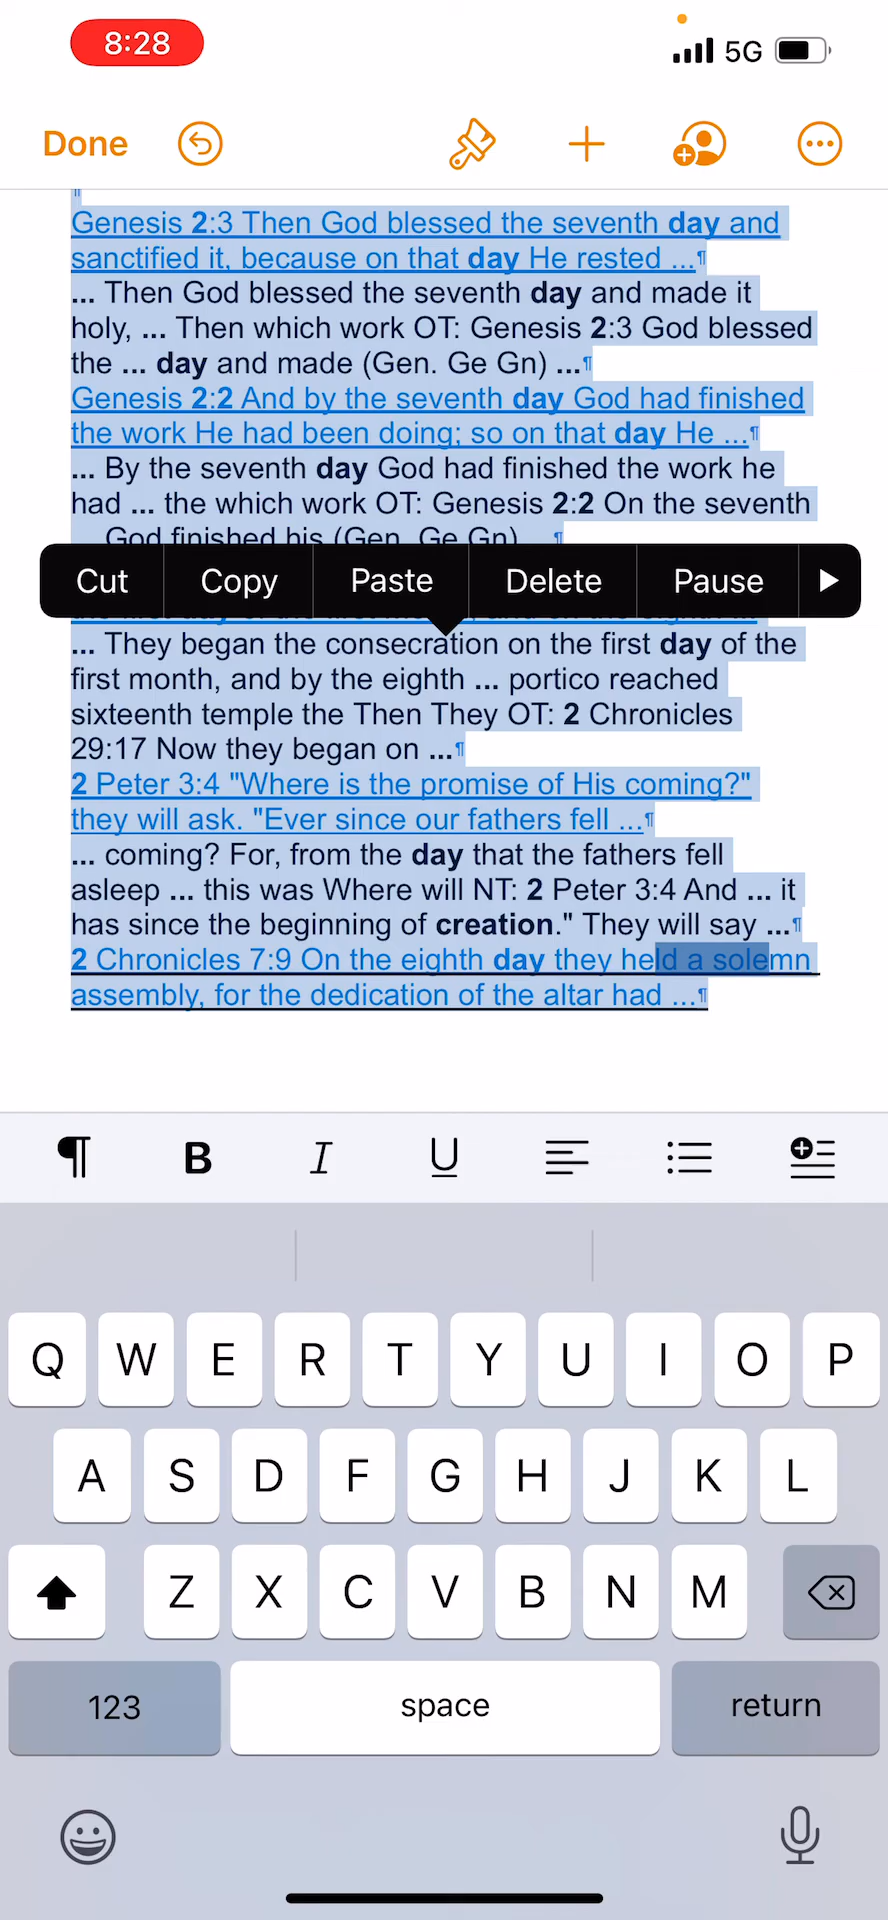 8:28
5G
Done
¶
Genesis 2:3 Then God blessed the seventh day and
sanctified it, because on that day He rested ...¶
... Then God blessed the seventh day and made it
holy, ... Then which work OT: Genesis 2:3 God blessed
the ... day and made (Gen. Ge Gn) ...¶
Genesis 2:2 And by the seventh day God had finished
the work He had been doing; so on that day He ...¶
... By the seventh day God had finished the work he
had ... the which work OT: Genesis 2:2 On the seventh
God finished his (Gen. Ge Gn) ¶
Cut Copy Paste Delete Pause
... They began the consecration on the first day of the
first month, and by the eighth ... portico reached
sixteenth temple the Then They OT: 2 Chronicles
29:17 Now they began on ...¶
2 Peter 3:4 "Where is the promise of His coming?"
they will ask. "Ever since our fathers fell ...¶
... coming? For, from the day that the fathers fell
asleep ... this was Where will NT: 2 Peter 3:4 And ... it
has since the beginning of creation." They will say ...¶
2 Chronicles 7:9 On the eighth day they held a solemn
assembly, for the dedication of the altar had ...¶
¶ B I U
Q W E R T Y U I O P
A S D F G H J K L
Z X C V B N M
123 space return